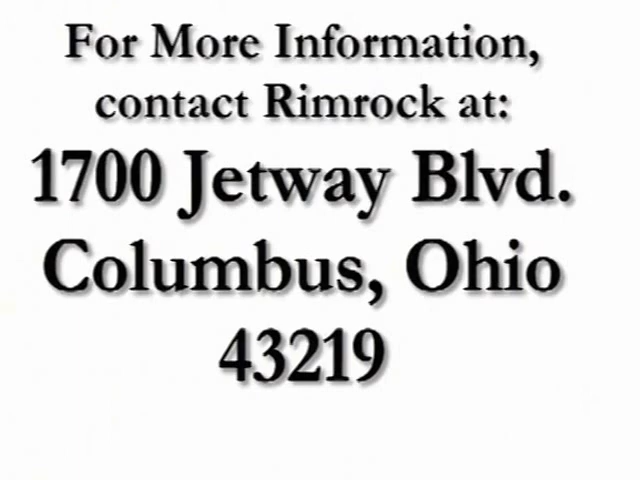 For More Information,
contact Rimrock at:
1700 Jetway Blvd.
Columbus, Ohio
43219